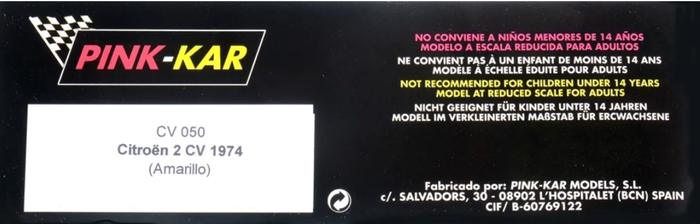 PINK-KAR
CV 050
Citroën 2 CV 1974
(Amarillo)
NO CONVIENE A NIÑOS MENORES DE 14 AÑOS
MODELO A ESCALA REDUCIDA PARA ADULTOS
NE CONVIENT PAS À UN ENFANT DE MOINS DE 14 ANS
MODÈLE À ÉCHELLE ÉDUITE POUR ADULTS
NOT RECOMMENDED FOR CHILDREN UNDER 14 YEARS
MODEL AT REDUCED SCALE FOR ADULTS
NICHT GEEIGNET FÜR KINDER UNTER 14 JAHREN
MODELL IM VERKLEINERTEN MAßSTAB FÜR ERCWACHSENE
Fabricado por: PINK-KAR MODELS, S.L.
c/. SALVADORS, 30 - 08902 L'HOSPITALET (BCN) SPAIN
CIF/ B-60769122